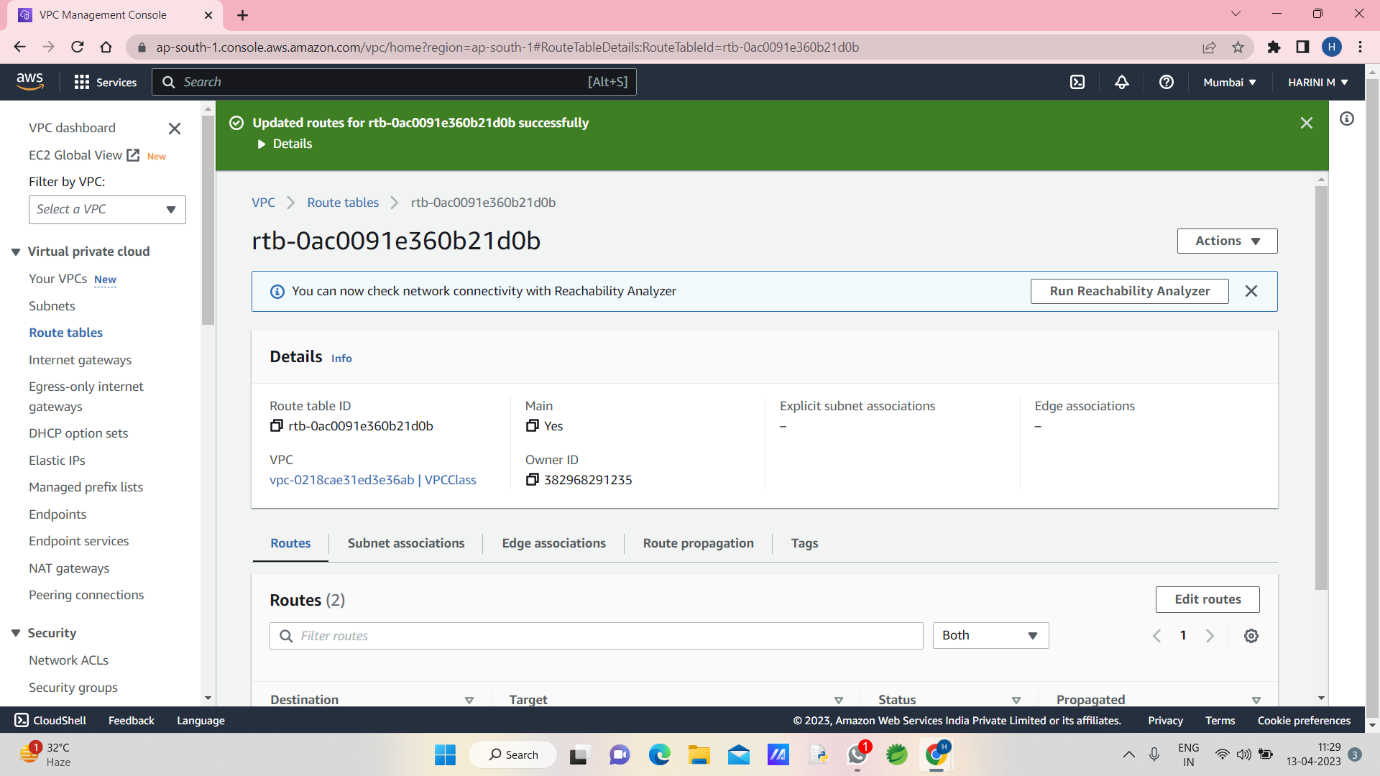 VPC Management Console
ap-south-1.console.aws.amazon.com/vpc/home?region=ap-south-1#RouteTableDetails:RouteTableId=rtb-0ac0091e360b21d0b
H
aws
Services
Search
[Alt+S]
Mumbai
HARINI M
VPC dashboard
EC2 Global View New
Filter by VPC:
Select a VPC
Virtual private cloud
Your VPCs New
Subnets
Route tables
Internet gateways
Egress-only internet
gateways
DHCP option sets
Elastic IPs
Managed prefix lists
Endpoints
Endpoint services
NAT gateways
Peering connections
Security
Network ACLs
Security groups
Updated routes for rtb-0ac0091e360b21d0b successfully
Details
VPC Route tables rtb-0ac0091e360b21d0b
rtb-0ac0091e360b21d0b
Actions
You can now check network connectivity with Reachability Analyzer
Run Reachability Analyzer
Details Info
Route table ID
rtb-0ac0091e360b21d0b
Main
Yes
Explicit subnet associations
–
Edge associations
–
VPC
vpc-0218cae31ed3e36ab | VPCClass
Owner ID
382968291235
Routes
Subnet associations
Edge associations
Route propagation
Tags
Routes (2)
Edit routes
Filter routes
Both
1
Destination
Target
Status
Propagated
CloudShell
Feedback
Language
© 2023, Amazon Web Services India Private Limited or its affiliates.
Privacy
Terms
Cookie preferences
1
32°C
Haze
Search
1
H
ENG
IN
11:29
13-04-2023
3